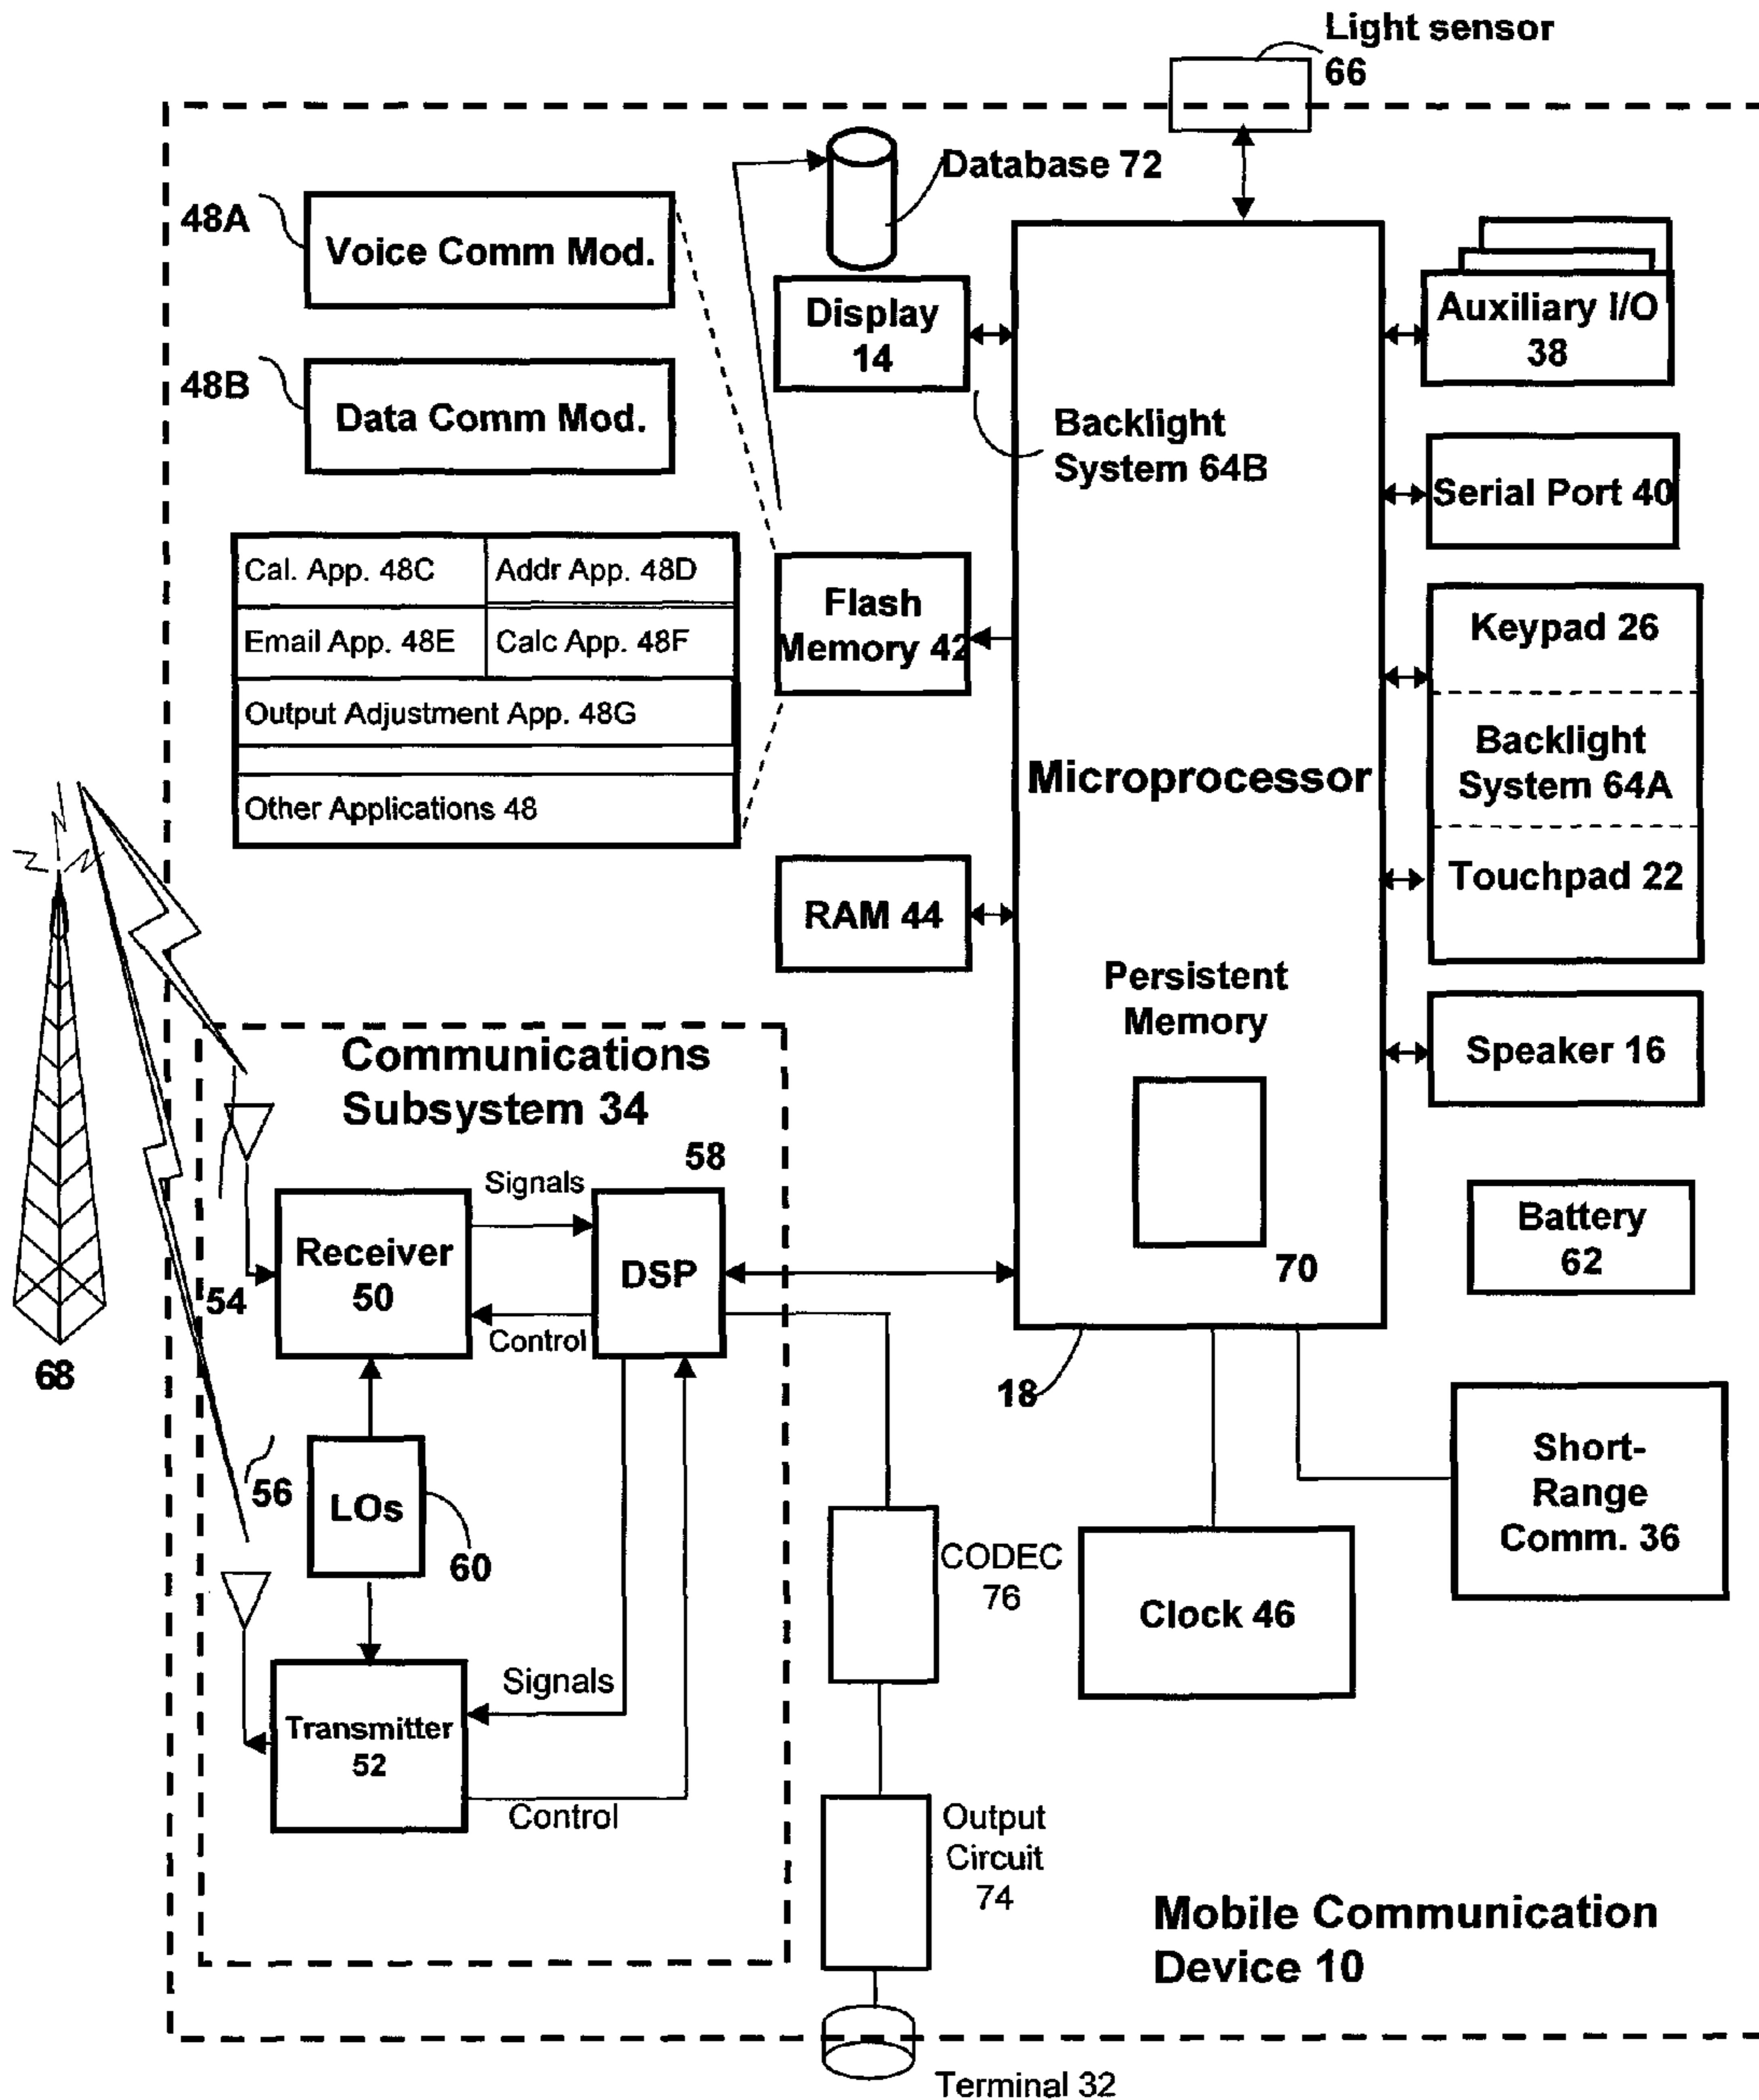 Light sensor
66
Database 72
48A
Voice Comm Mod.
48B
Data Comm Mod.
Display
14
Auxiliary I/O
38
Backlight
System 64B
Serial Port 40
Cal. App. 48C
Addr App. 48D
Email App. 48E
Calc App. 48F
Output Adjustment App. 48G
Other Applications 48
Flash
Memory 42
Keypad 26
Backlight
System 64A
Touchpad 22
Microprocessor
RAM 44
Persistent
Memory
70
18
Speaker 16
Battery
62
Communications
Subsystem 34
58
Signals
Receiver
50
DSP
Control
54
68
56
LOs
60
Signals
Transmitter
52
Control
CODEC
76
Clock 46
Short-
Range
Comm. 36
Output
Circuit
74
Mobile Communication
Device 10
Terminal 32